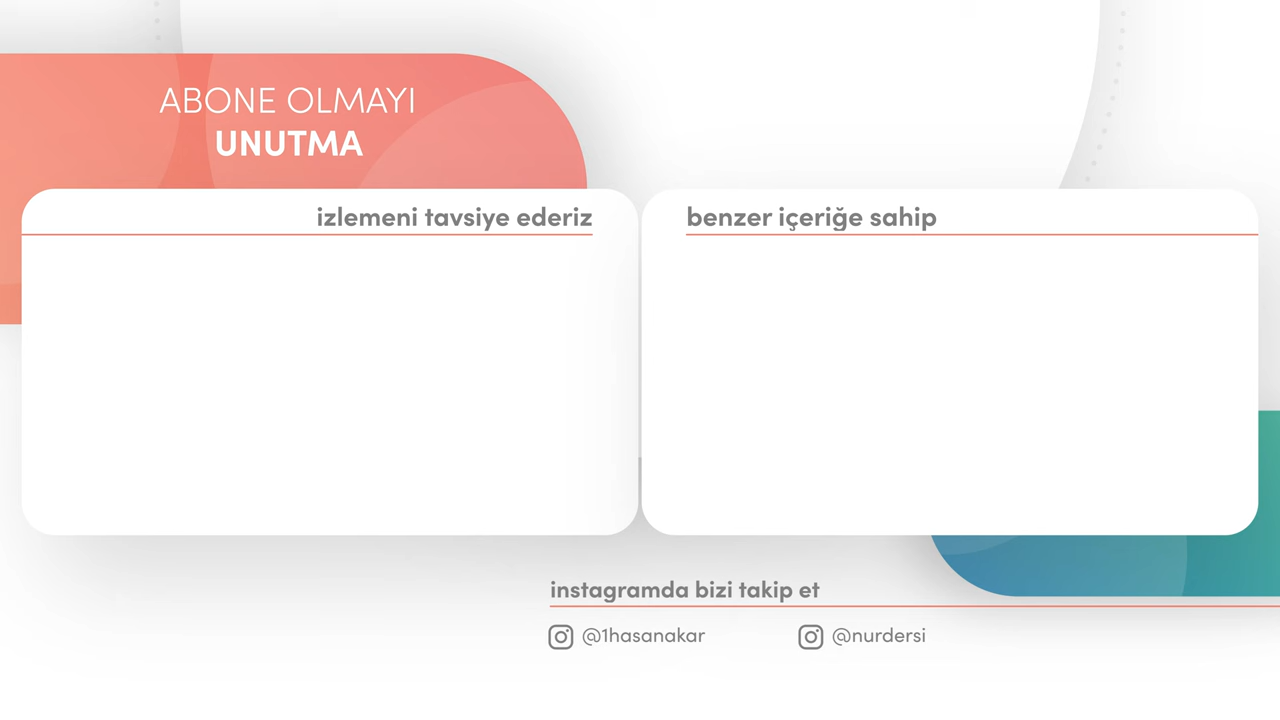 ABONE OLMAYI
UNUTMA
izlemeni tavsiye ederiz
benzer içeriğe sahip
instagramda bizi takip et
@1hasanakar
@nurdersi